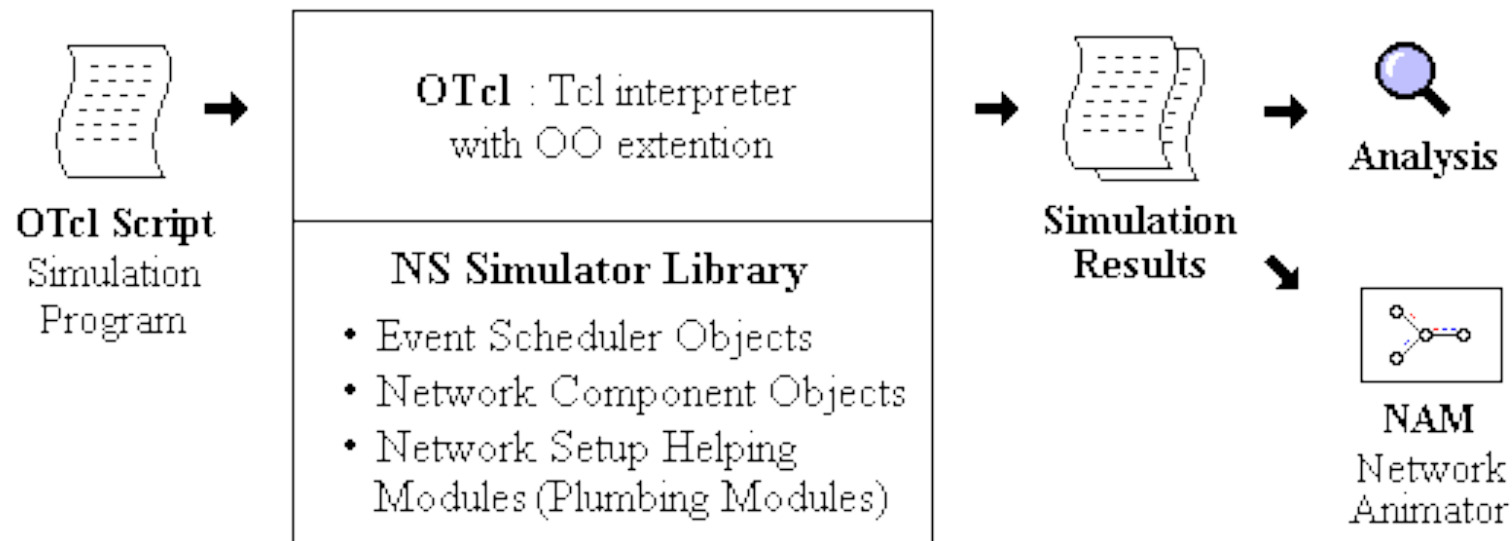 OTcl Script
Simulation
Program
OTcl : Tcl interpreter
with OO extention
NS Simulator Library
• Event Scheduler Objects
• Network Component Objects
• Network Setup Helping
Modules (Plumbing Modules)
Simulation
Results
Analysis
NAM
Network
Animator